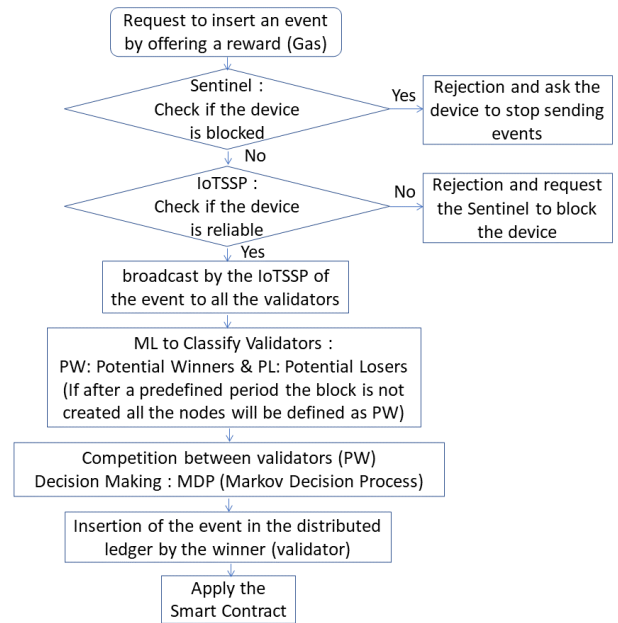 Request to insert an event
by offering a reward (Gas)
Sentinel :
Check if the device
is blocked
Yes
Rejection and ask the
device to stop sending
events
No
IoTSSP :
Check if the device
is reliable
No
Rejection and request
the Sentinel to block
the device
Yes
broadcast by the IoTSSP of
the event to all the validators
ML to Classify Validators :
PW: Potential Winners & PL: Potential Losers
(If after a predefined period the block is not
created all the nodes will be defined as PW)
Competition between validators (PW)
Decision Making : MDP (Markov Decision Process)
Insertion of the event in the distributed
ledger by the winner (validator)
Apply the
Smart Contract